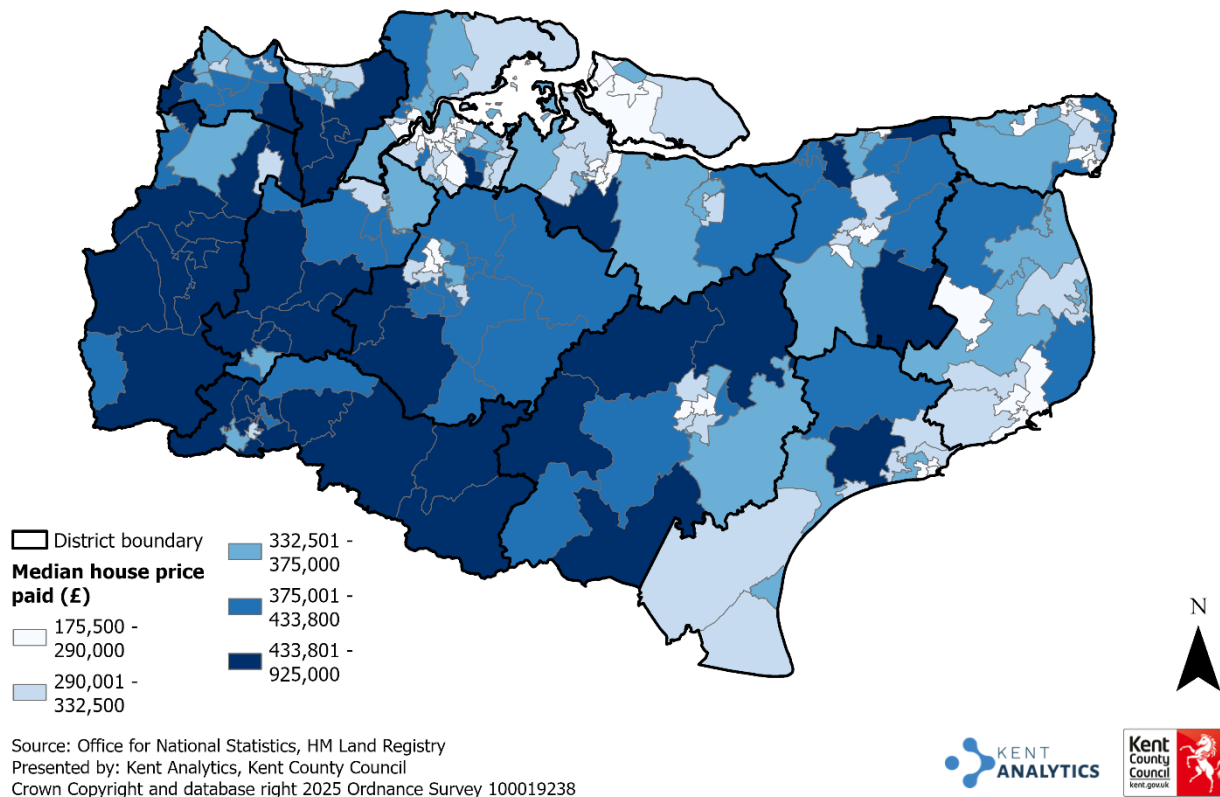 District boundary
Median house price
paid (£)
175,500 -
290,000
290,001 -
332,500
332,501 -
375,000
375,001 -
433,800
433,801 -
925,000
N
Source: Office for National Statistics, HM Land Registry
Presented by: Kent Analytics, Kent County Council
Crown Copyright and database right 2025 Ordnance Survey 100019238
KENT
ANALYTICS
Kent
County
Council
kent.gov.uk